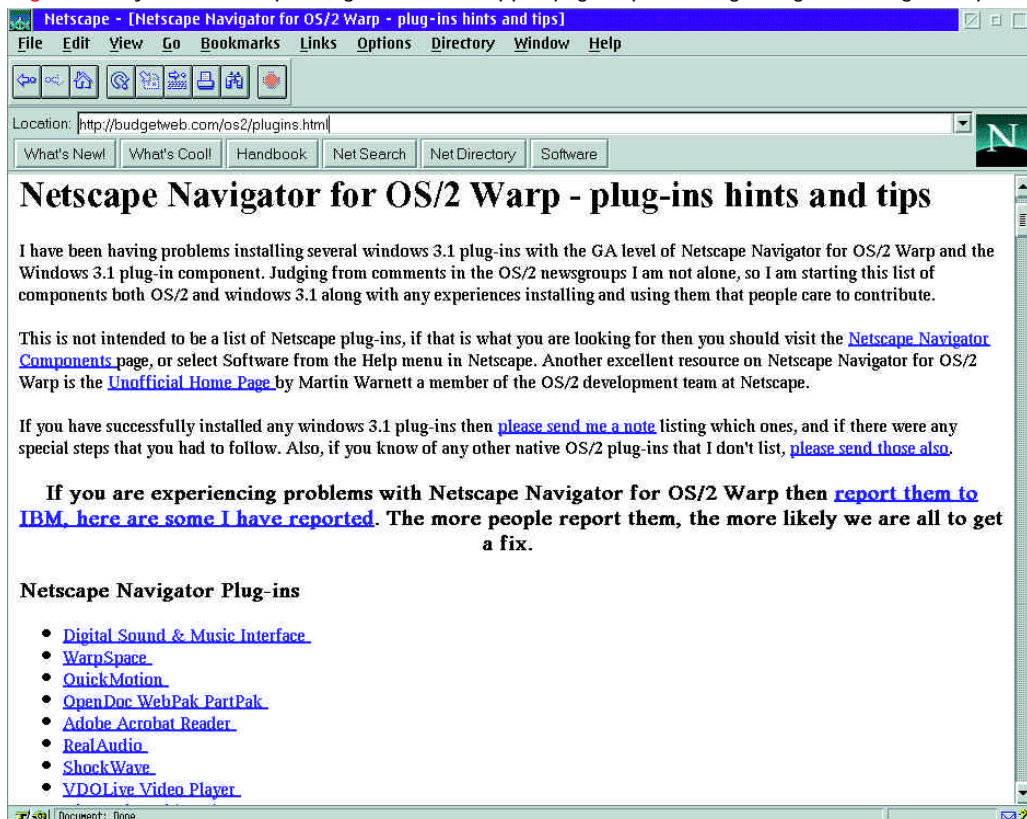 Netscape - [Netscape Navigator for OS/2 Warp - plug-ins hints and tips]
File Edit View Go Bookmarks Links Options Directory Window Help
Location: http://budgetweb.com/os2/plugins.html
What's New! What's Cool! Handbook Net Search Net Directory Software
N
Netscape Navigator for OS/2 Warp - plug-ins hints and tips
I have been having problems installing several windows 3.1 plug-ins with the GA level of Netscape Navigator for OS/2 Warp and the
Windows 3.1 plug-in component. Judging from comments in the OS/2 newsgroups I am not alone, so I am starting this list of
components both OS/2 and windows 3.1 along with any experiences installing and using them that people care to contribute.
This is not intended to be a list of Netscape plug-ins, if that is what you are looking for then you should visit the Netscape Navigator
Components page, or select Software from the Help menu in Netscape. Another excellent resource on Netscape Navigator for OS/2
Warp is the Unofficial Home Page by Martin Warnett a member of the OS/2 development team at Netscape.
If you have successfully installed any windows 3.1 plug-ins then please send me a note listing which ones, and if there were any
special steps that you had to follow. Also, if you know of any other native OS/2 plug-ins that I don't list, please send those also.
If you are experiencing problems with Netscape Navigator for OS/2 Warp then report them to
IBM, here are some I have reported. The more people report them, the more likely we are all to get
a fix.
Netscape Navigator Plug-ins
Digital Sound & Music Interface
WarpSpace
QuickMotion
OpenDoc WebPak PartPak
Adobe Acrobat Reader
RealAudio
ShockWave
VDOLive Video Player
Document: Done